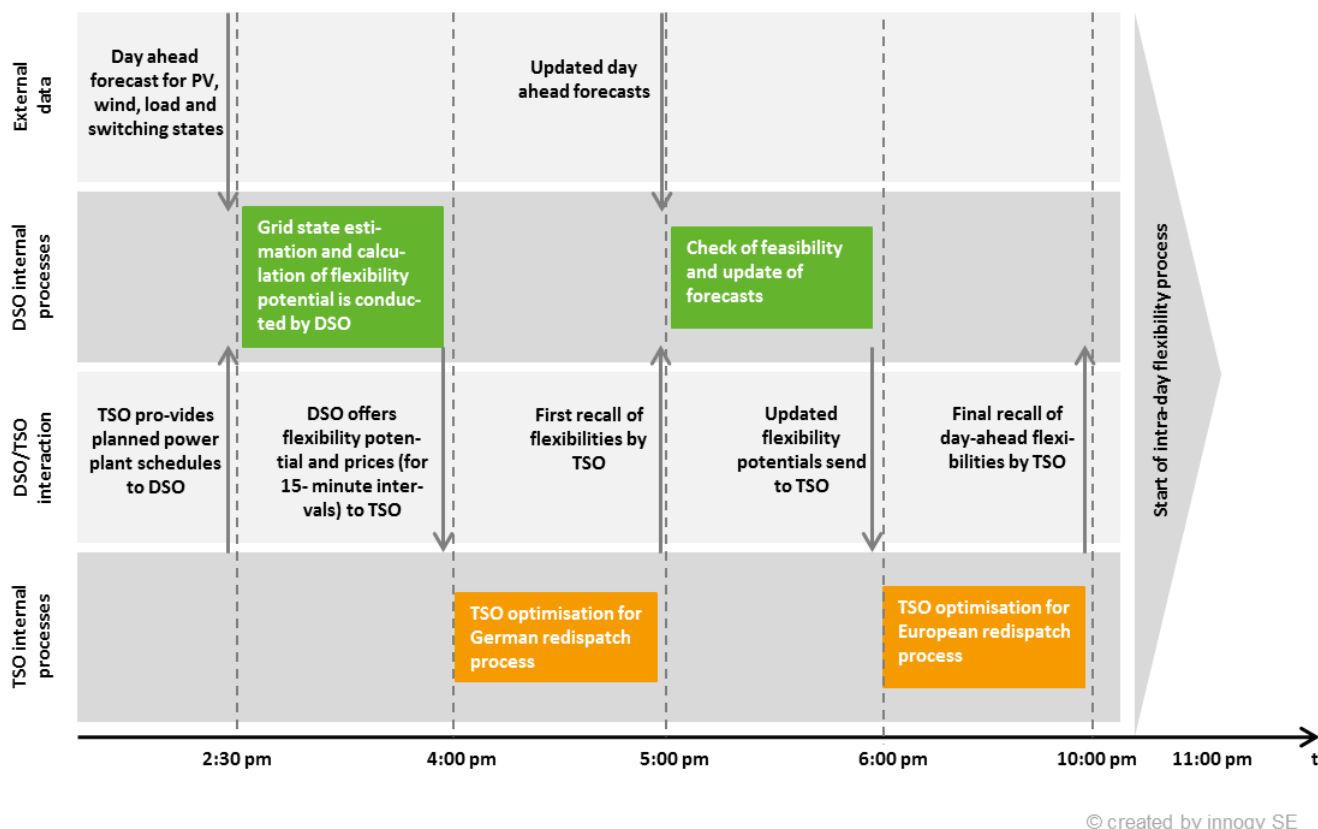 External
data
Day ahead
forecast for PV,
wind, load and
switching states
Updated day
ahead forecasts
DSO internal
processes
Grid state esti-
mation and calcu-
lation of flexibility
potential is conduc-
ted by DSO
Check of feasibility
and update of
forecasts
DSO/TSO
interaction
TSO pro-vides
planned power
plant schedules
to DSO
DSO offers
flexibility poten-
tial and prices (for
15- minute inter-
vals) to TSO
First recall of
flexibilities by
TSO
Updated
flexibility
potentials send
to TSO
Final recall
of day-ahead flexi-
bilities by TSO
TSO internal
processes
TSO optimisation for
German redispatch
process
TSO optimisation for
European redispatch
process
Start of intra-day flexibility process
2:30 pm
4:00 pm
5:00 pm
6:00 pm
10:00 pm
11:00 pm
t
© created by innogy SE